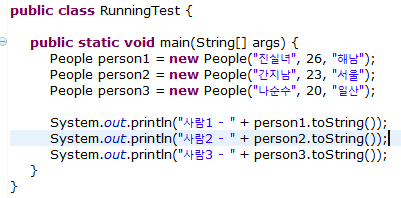 public class RunningTest {
public static void main(String[] args) {
People person1 = new People("진실녀", 26, "해남");
People person2 = new People("간지남", 23, "서울");
People person3 = new People("나순수", 20, "일산");
System.out.println("사람1 - " + person1.toString());
System.out.println("사람2 - " + person2.toString());
System.out.println("사람3 - " + person3.toString());
}
}